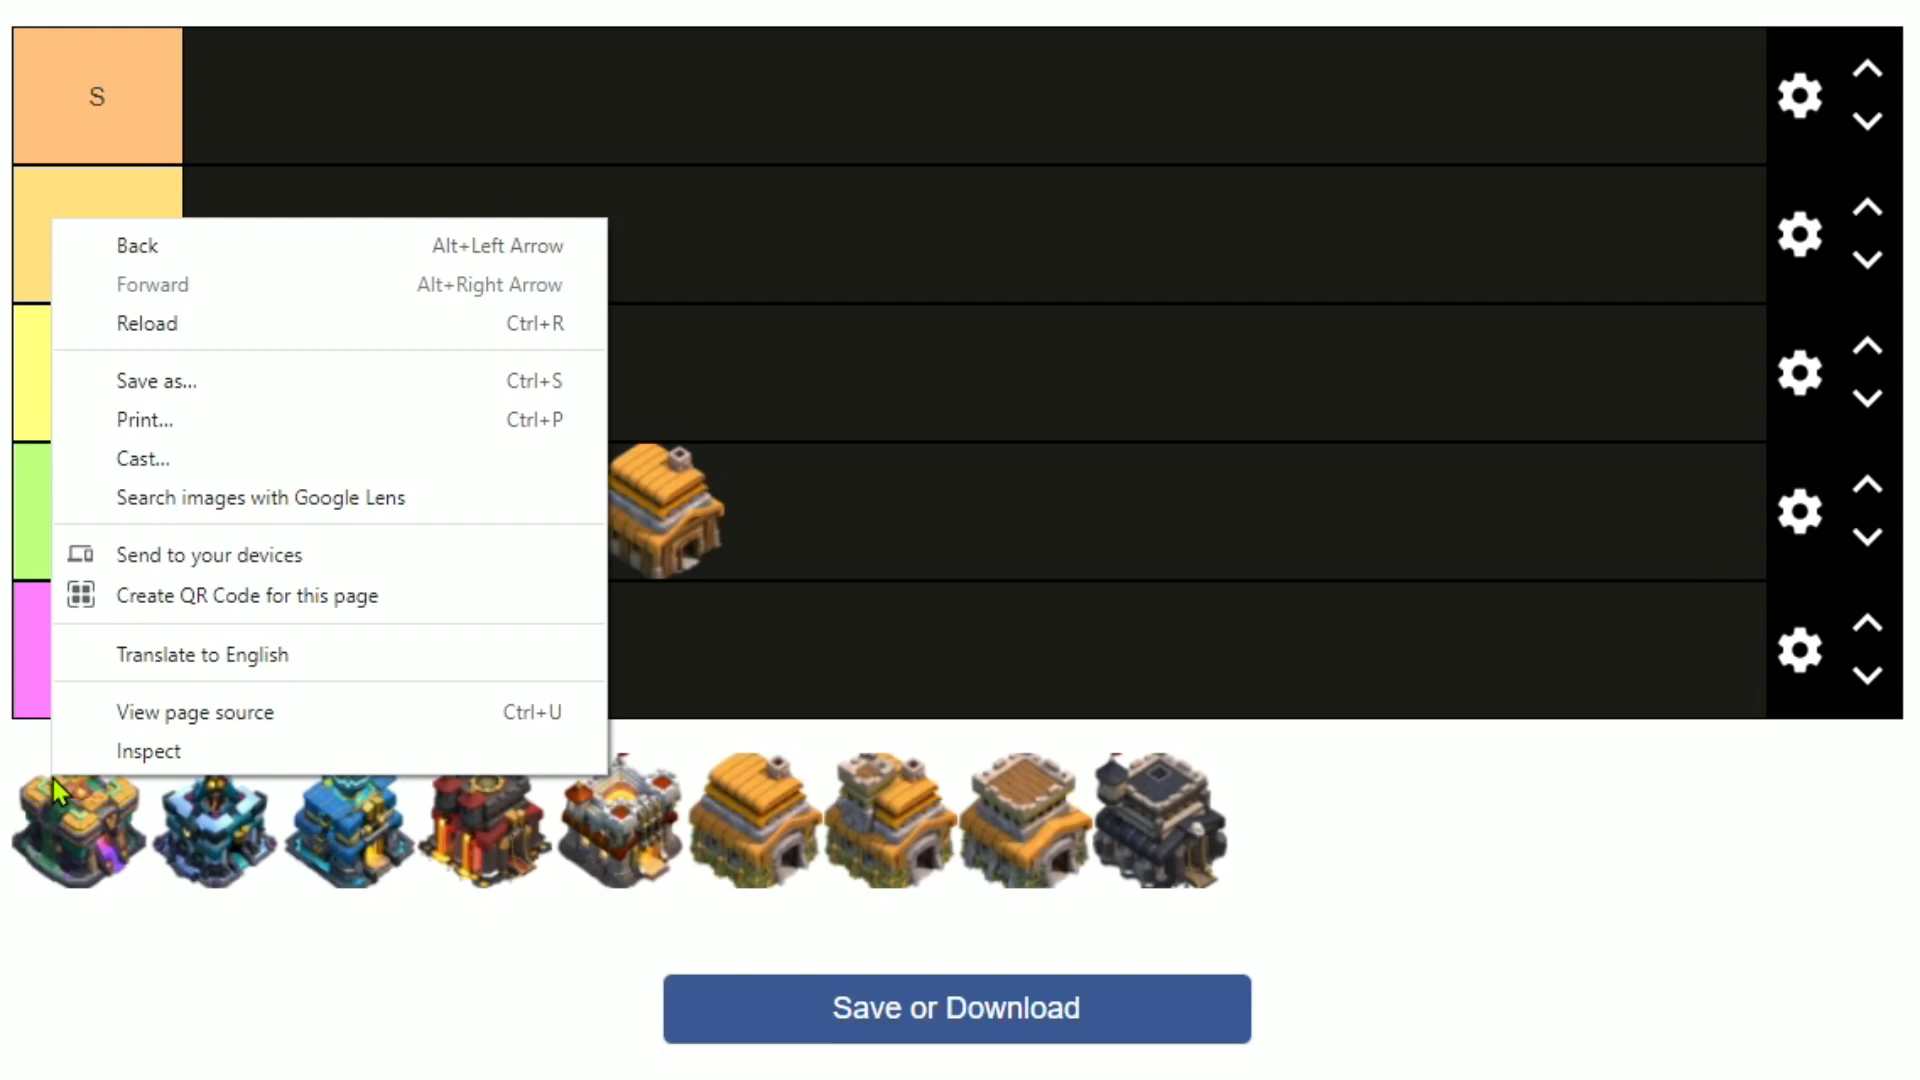 S
Back Alt+Left Arrow
Forward Alt+Right Arrow
Reload Ctrl+R
Save as... Ctrl+S
Print... Ctrl+P
Cast...
Search images with Google Lens
Send to your devices
Create QR Code for this page
Translate to English
View page source Ctrl+U
Inspect
Save or Download